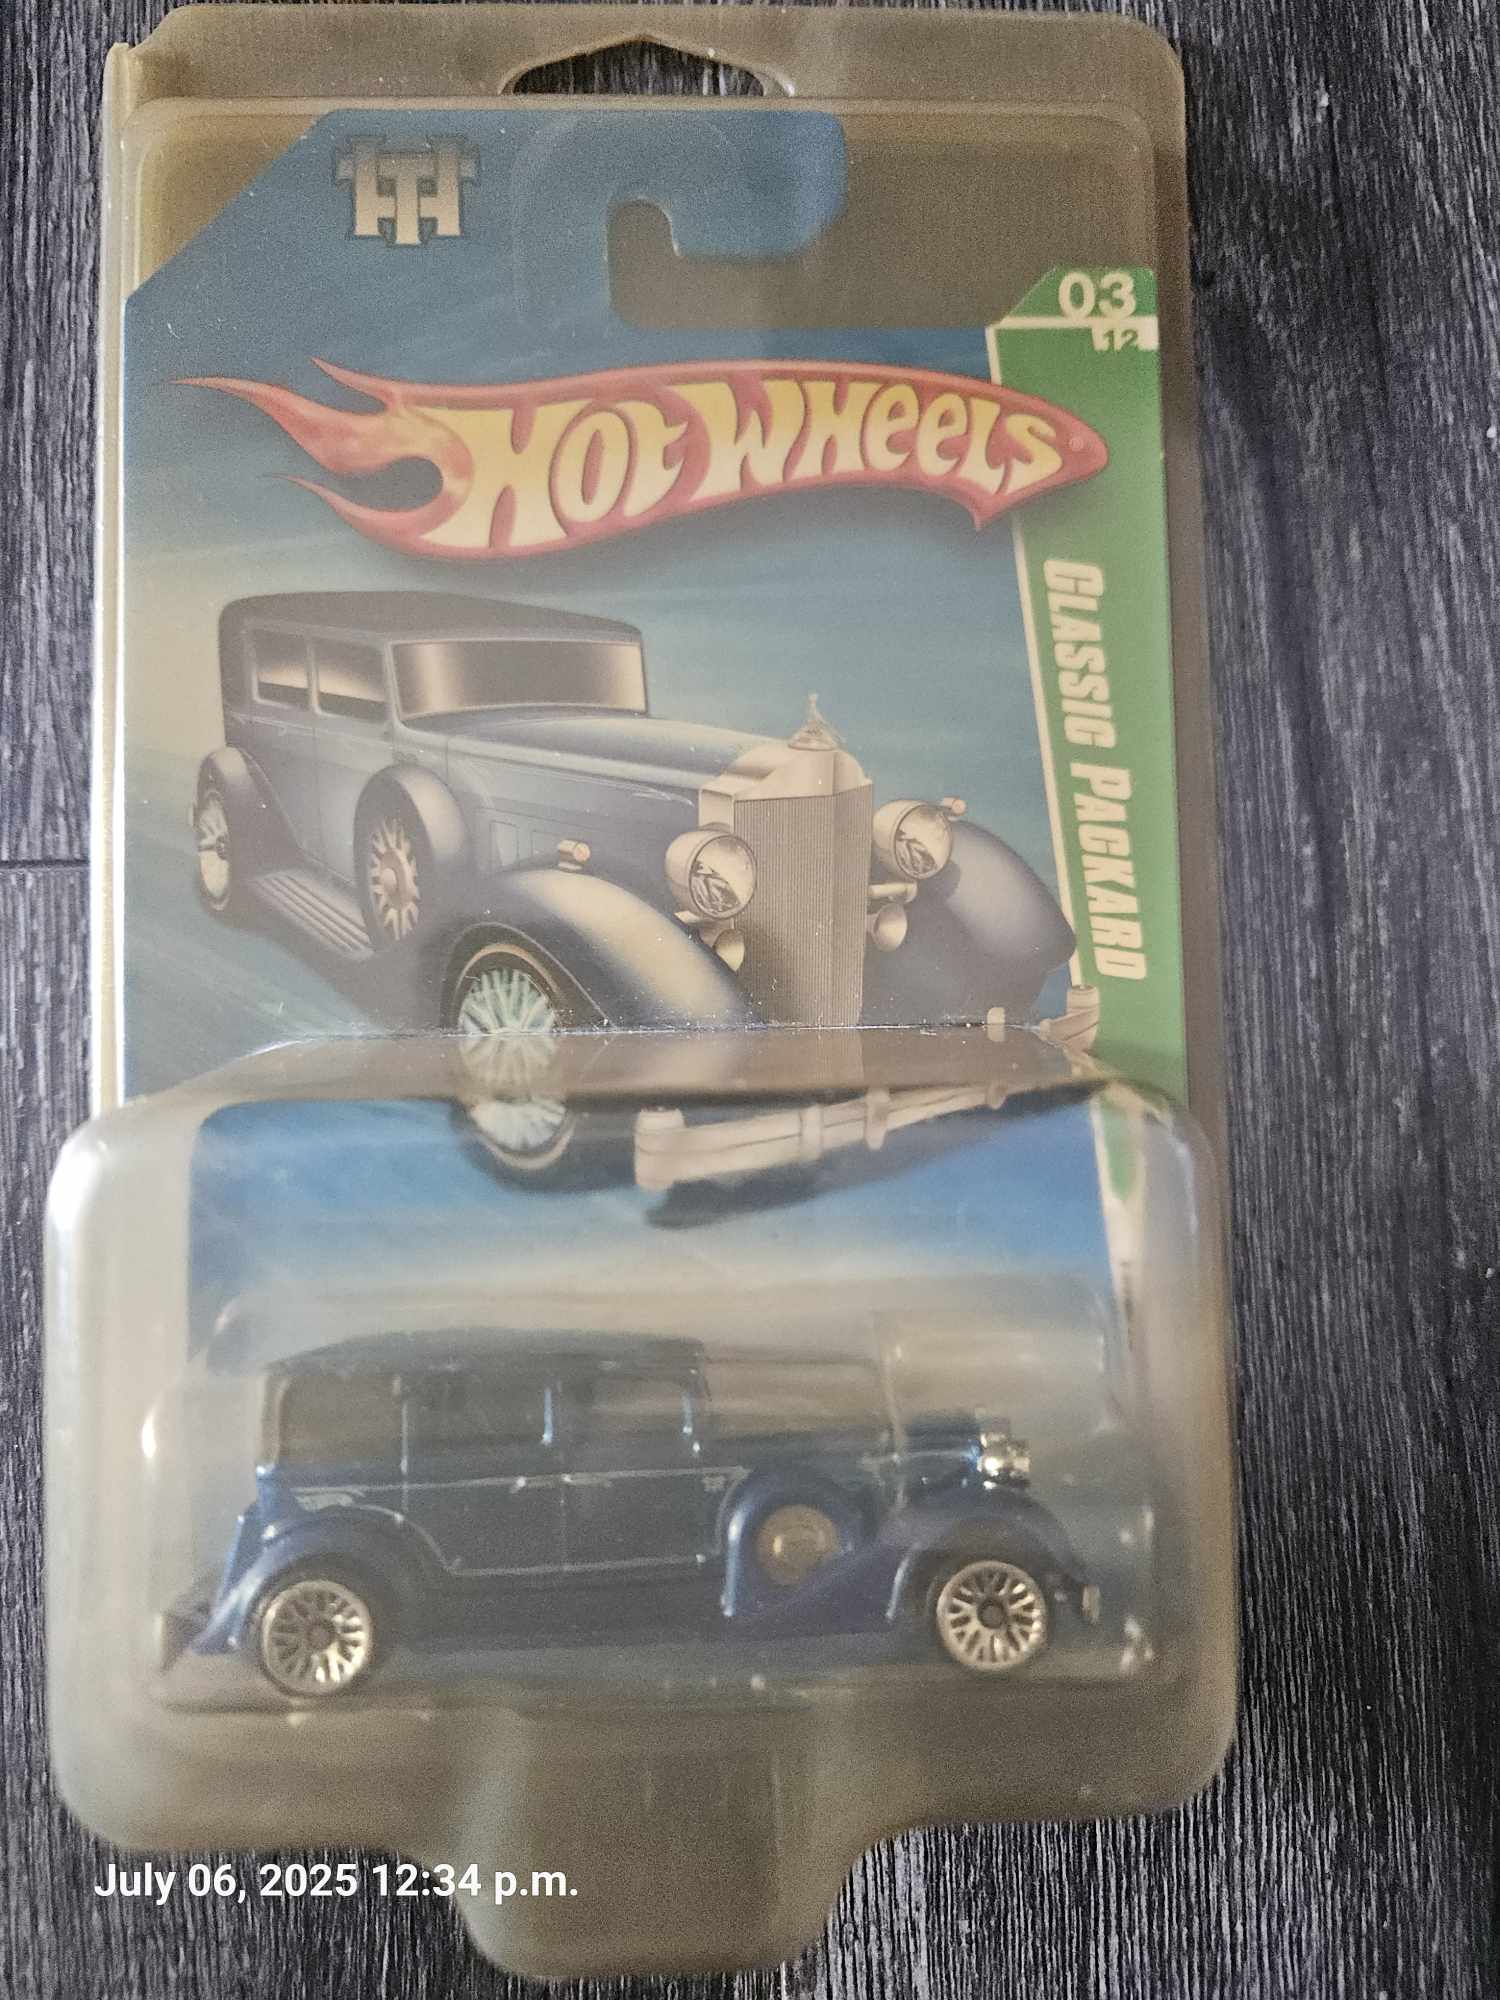 TH
03
12
HOT WHEELS
CLASSIC PACKARD
July 06, 2025 12:34 p.m.